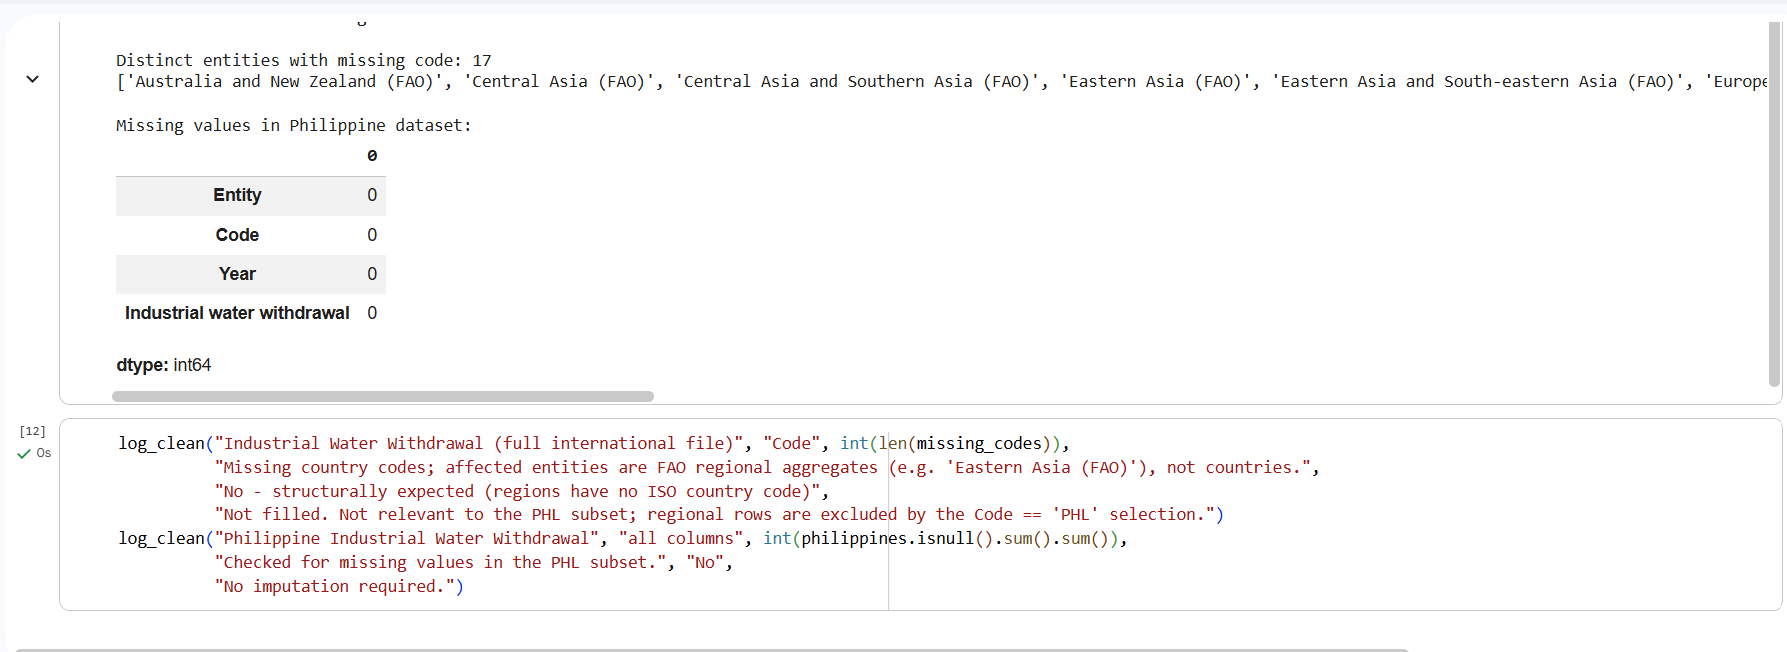 Distinct entities with missing code: 17
['Australia and New Zealand (FAO)', 'Central Asia (FAO)', 'Central Asia and Southern Asia (FAO)', 'Eastern Asia (FAO)', 'Eastern Asia and South-eastern Asia (FAO)', 'Europe
Missing values in Philippine dataset:
0
Entity 0
Code 0
Year 0
Industrial water withdrawal 0
dtype: int64
[12]
0s
log_clean("Industrial Water Withdrawal (full international file)", "Code", int(len(missing_codes)),
"Missing country codes; affected entities are FAO regional aggregates (e.g. 'Eastern Asia (FAO)'), not countries.",
"No - structurally expected (regions have no ISO country code)",
"Not filled. Not relevant to the PHL subset; regional rows are excluded by the Code == 'PHL' selection.")
log_clean("Philippine Industrial Water Withdrawal", "all columns", int(philippines.isnull().sum().sum()),
"Checked for missing values in the PHL subset.", "No",
"No imputation required.")